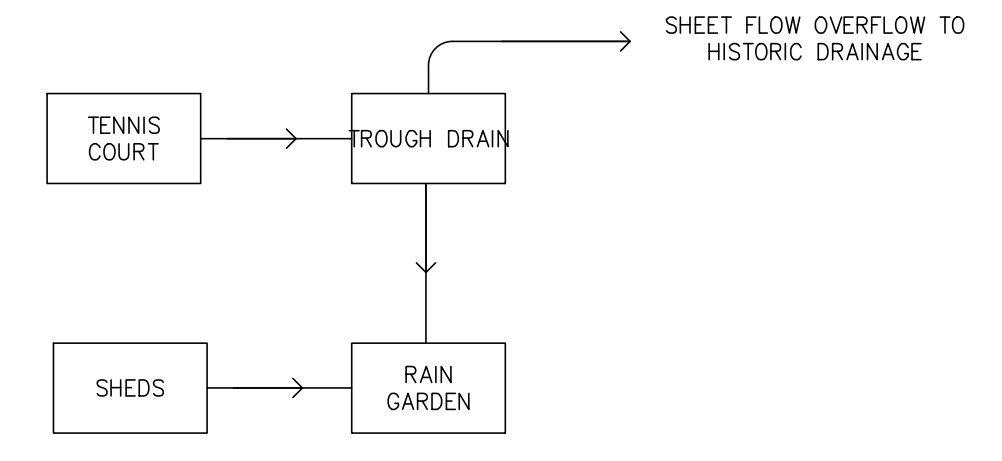 SHEET FLOW OVERFLOW TO
HISTORIC DRAINAGE
TENNIS
COURT
TROUGH DRAIN
SHEDS
RAIN
GARDEN